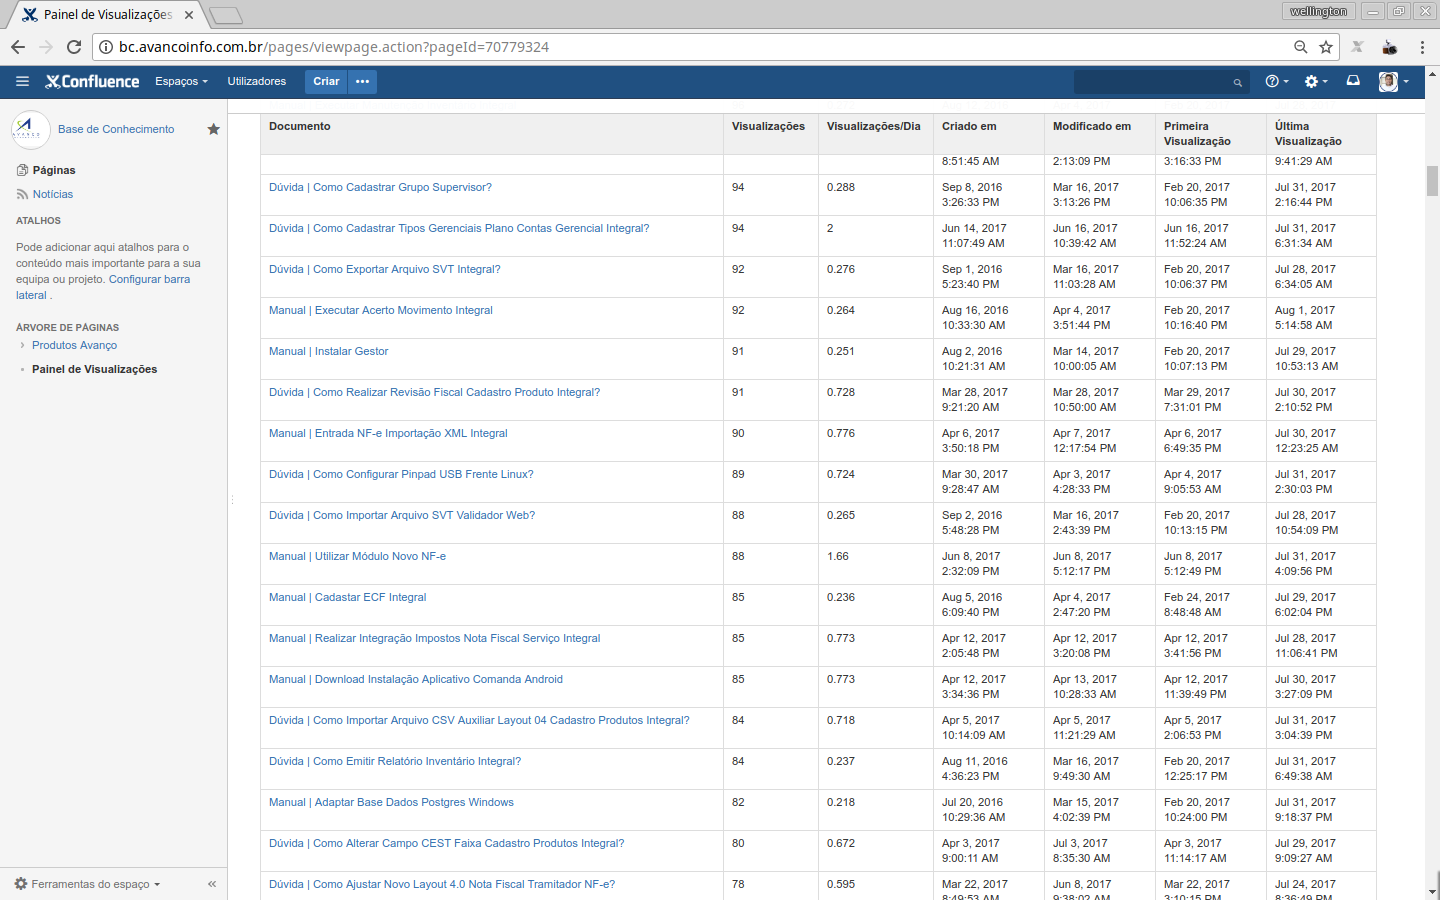 Painel de Visualizações
wellington
bc.avancoinfo.com.br/pages/viewpage.action?pageId=70779324
Confluence Espaços Utilizadores Criar •••
Base de Conhecimento
Páginas
Notícias
ATALHOS
Pode adicionar aqui atalhos para o
conteúdo mais importante para a sua
equipa ou projeto. Configurar barra
lateral .
ÁRVORE DE PÁGINAS
Produtos Avanço
Painel de Visualizações
Ferramentas do espaço
Documento Visualizações Visualizações/Dia Criado em Modificado em Primeira Visualização Última Visualização
8:51:45 AM 2:13:09 PM 3:16:33 PM 9:41:29 AM
Dúvida | Como Cadastrar Grupo Supervisor? 94 0.288 Sep 8, 2016 Mar 16, 2017 Feb 20, 2017 Jul 31, 2017
3:26:33 PM 3:13:26 PM 10:06:35 PM 2:16:44 PM
Dúvida | Como Cadastrar Tipos Gerenciais Plano Contas Gerencial Integral? 94 2 Jun 14, 2017 Jun 16, 2017 Jun 16, 2017 Jul 31, 2017
11:07:49 AM 10:39:42 AM 11:52:24 AM 6:31:34 AM
Dúvida | Como Exportar Arquivo SVT Integral? 92 0.276 Sep 1, 2016 Mar 16, 2017 Feb 20, 2017 Jul 28, 2017
5:23:40 PM 11:03:28 AM 10:06:37 PM 6:34:05 AM
Manual | Executar Acerto Movimento Integral 92 0.264 Aug 16, 2016 Apr 4, 2017 Feb 20, 2017 Aug 1, 2017
10:33:30 AM 3:51:44 PM 10:16:40 PM 5:14:58 AM
Manual | Instalar Gestor 91 0.251 Aug 2, 2016 Mar 14, 2017 Feb 20, 2017 Jul 29, 2017
10:21:31 AM 10:00:05 AM 10:07:13 PM 10:53:13 AM
Dúvida | Como Realizar Revisão Fiscal Cadastro Produto Integral? 91 0.728 Mar 28, 2017 Mar 28, 2017 Mar 29, 2017 Jul 30, 2017
9:21:20 AM 10:50:00 AM 7:31:01 PM 2:10:52 PM
Manual | Entrada NF-e Importação XML Integral 90 0.776 Apr 6, 2017 Apr 7, 2017 Apr 6, 2017 Jul 30, 2017
3:50:18 PM 12:17:54 PM 6:49:35 PM 12:23:25 AM
Dúvida | Como Configurar Pinpad USB Frente Linux? 89 0.724 Mar 30, 2017 Apr 3, 2017 Apr 4, 2017 Jul 31, 2017
9:28:47 AM 4:28:33 PM 9:05:53 AM 2:30:03 PM
Dúvida | Como Importar Arquivo SVT Validador Web? 88 0.265 Sep 2, 2016 Mar 16, 2017 Feb 20, 2017 Jul 28, 2017
5:48:28 PM 2:43:39 PM 10:13:15 PM 10:54:09 PM
Manual | Utilizar Módulo Novo NF-e 88 1.66 Jun 8, 2017 Jun 8, 2017 Jun 8, 2017 Jul 31, 2017
2:32:09 PM 5:12:17 PM 5:12:49 PM 4:09:56 PM
Manual | Cadastar ECF Integral 85 0.236 Aug 5, 2016 Apr 4, 2017 Feb 24, 2017 Jul 29, 2017
6:09:40 PM 2:47:20 PM 8:48:48 AM 6:02:04 PM
Manual | Realizar Integração Impostos Nota Fiscal Serviço Integral 85 0.773 Apr 12, 2017 Apr 12, 2017 Apr 12, 2017 Jul 28, 2017
2:05:48 PM 3:20:08 PM 3:41:56 PM 11:06:41 PM
Manual | Download Instalação Aplicativo Comanda Android 85 0.773 Apr 12, 2017 Apr 13, 2017 Apr 12, 2017 Jul 30, 2017
3:34:36 PM 10:28:33 AM 11:39:49 PM 3:27:09 PM
Dúvida | Como Importar Arquivo CSV Auxiliar Layout 04 Cadastro Produtos Integral? 84 0.718 Apr 5, 2017 Apr 5, 2017 Apr 5, 2017 Jul 31, 2017
10:14:09 AM 11:21:29 AM 2:06:53 PM 3:04:39 PM
Dúvida | Como Emitir Relatório Inventário Integral? 84 0.237 Aug 11, 2016 Mar 16, 2017 Feb 20, 2017 Jul 31, 2017
4:36:23 PM 9:49:30 AM 12:25:17 PM 6:49:38 AM
Manual | Adaptar Base Dados Postgres Windows 82 0.218 Jul 20, 2016 Mar 15, 2017 Feb 20, 2017 Jul 31, 2017
10:29:36 AM 4:02:39 PM 10:24:00 PM 9:18:37 PM
Dúvida | Como Alterar Campo CEST Faixa Cadastro Produtos Integral? 80 0.672 Apr 3, 2017 Jul 3, 2017 Apr 3, 2017 Jul 29, 2017
9:00:11 AM 8:35:30 AM 11:14:17 AM 9:09:27 AM
Dúvida | Como Ajustar Novo Layout 4.0 Nota Fiscal Tramitador NF-e? 78 0.595 Mar 22, 2017 Jun 8, 2017 Mar 22, 2017 Jul 24, 2017
8:49:53 AM 9:38:02 AM 3:10:15 PM 8:36:49 PM